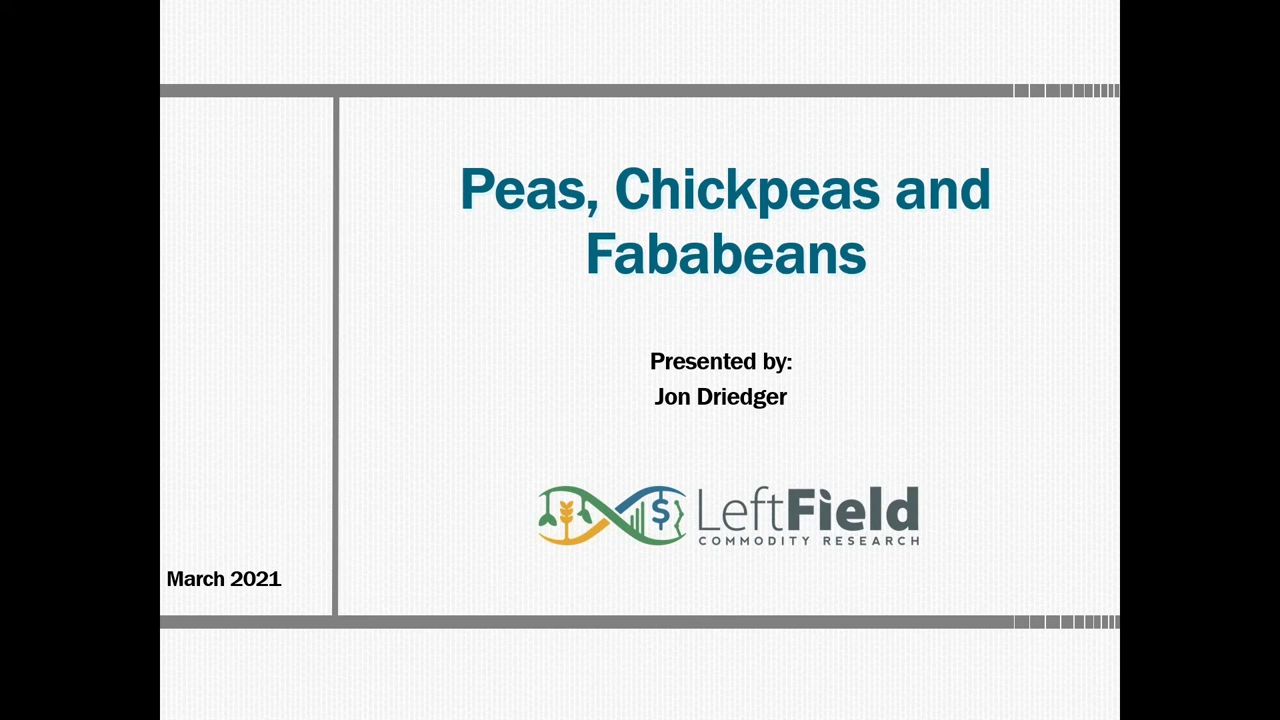 Peas, Chickpeas and
Fababeans
Presented by:
Jon Driedger
$
LeftField
COMMODITY RESEARCH
March 2021